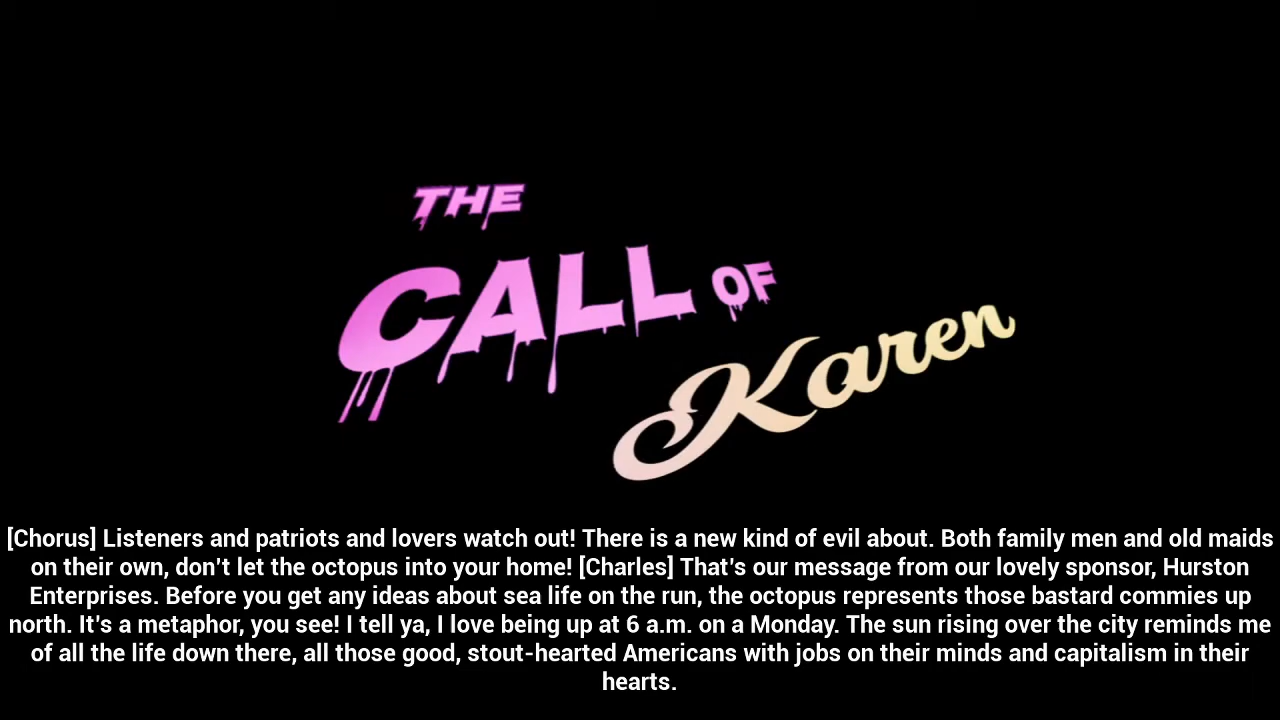 THE
CALL OF
Karen
[Chorus] Listeners and patriots and lovers watch out! There is a new kind of evil about. Both family men and old maids
on their own, don't let the octopus into your home! [Charles] That's our message from our lovely sponsor, Hurston
Enterprises. Before you get any ideas about sea life on the run, the octopus represents those bastard commies up
north. It's a metaphor, you see! I tell ya, I love being up at 6 a.m. on a Monday. The sun rising over the city reminds me
of all the life down there, all those good, stout-hearted Americans with jobs on their minds and capitalism in their
hearts.